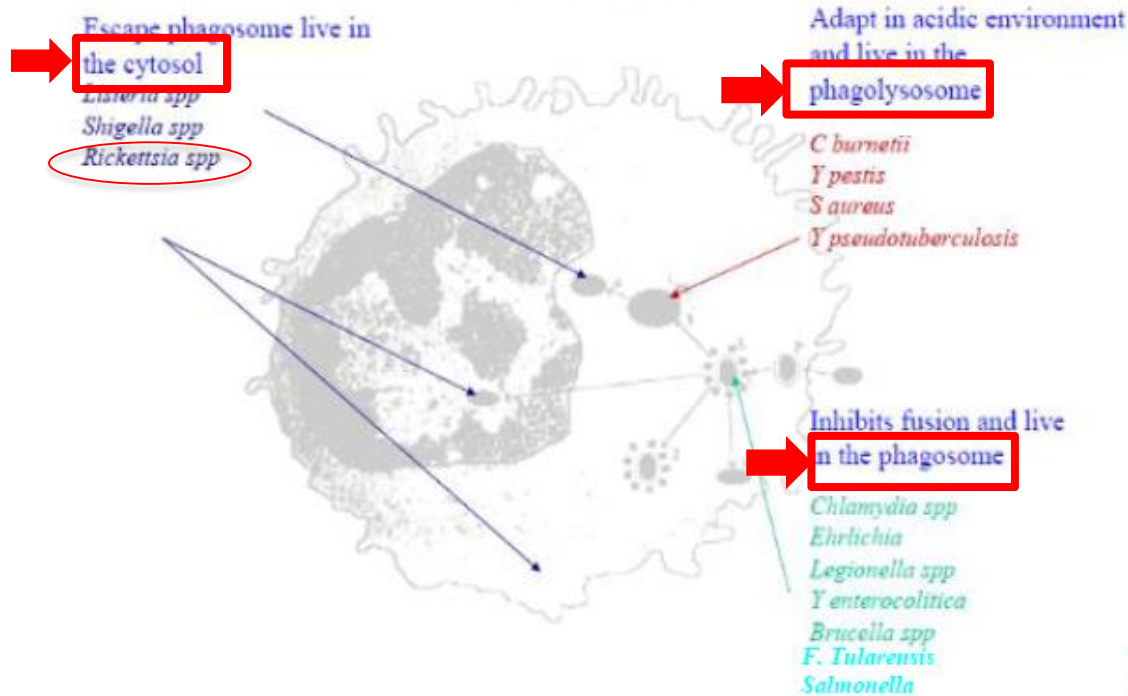 Escape phagosome live in
the cytosol
Listeria spp
Shigella spp
Rickettsia spp
Adapt in acidic environment
and live in the
phagolysosome
C burnetii
Y pestis
S aureus
Y pseudotuberculosis
Inhibits fusion and live
in the phagosome
Chlamydia spp
Ehrlichia
Legionella spp
Y enterocolitica
Brucella spp
F. Tularensis
Salmonella